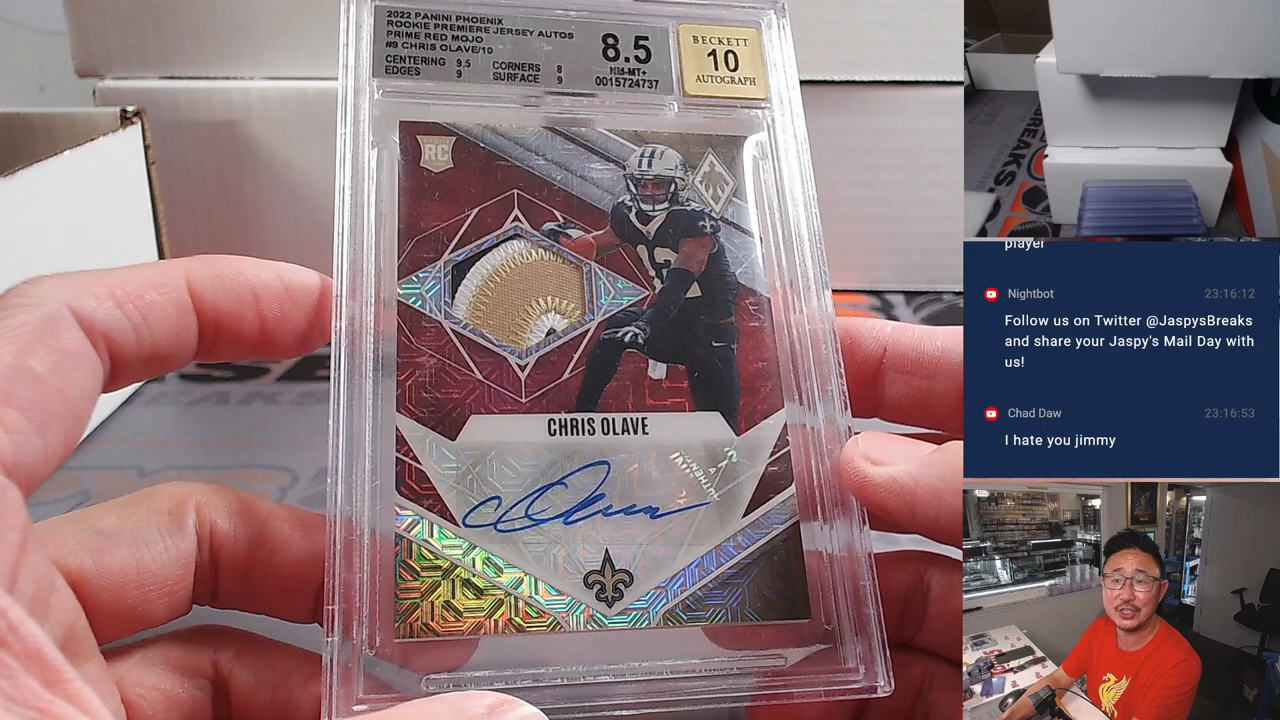 2022 PANINI PHOENIX
ROOKIE PREMIERE JERSEY AUTOS
PRIME RED MOJO
#9 CHRIS OLAVE/10
CENTERING 9.5 CORNERS 8
EDGES 9 SURFACE 9
8.5
NM-MT+
0015724737
BECKETT
10
AUTOGRAPH
RC
CHRIS OLAVE
BREAKS
player
Nightbot 23:16:12
Follow us on Twitter @JaspysBreaks
and share your Jaspy's Mail Day with
us!
Chad Daw 23:16:53
I hate you jimmy